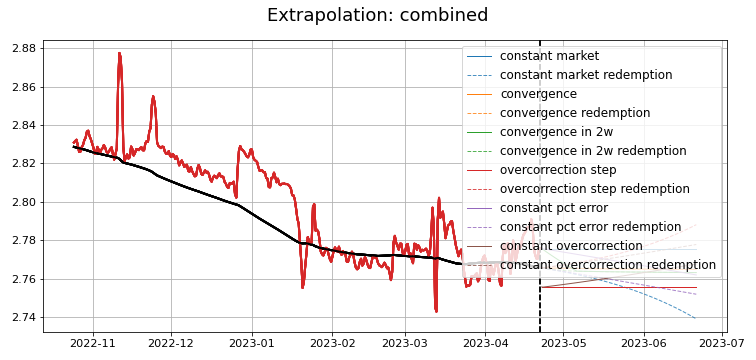 Extrapolation: combined
2.88
2.86
2.84
2.82
2.80
2.78
2.76
2.74
constant market
constant market redemption
convergence
convergence redemption
convergence in 2w
convergence in 2w redemption
overcorrection step
overcorrection step redemption
constant pct error
constant pct error redemption
constant overcorrection
constant overcorrection redemption
2022-11 2022-12 2023-01 2023-02 2023-03 2023-04 2023-05 2023-06 2023-07